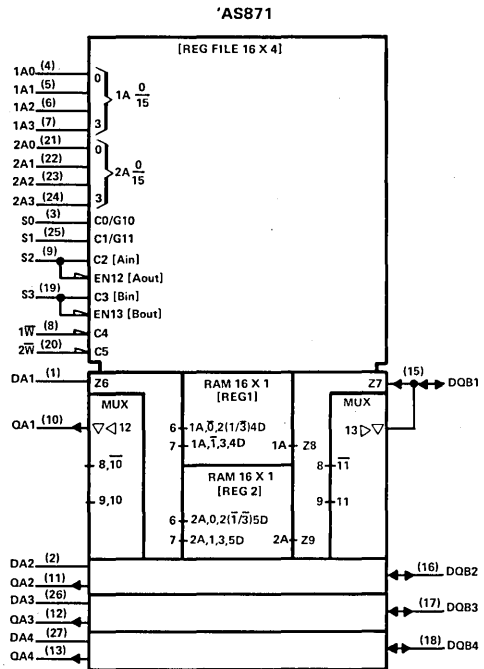 'AS871
[REG FILE 16 X 4]
1A0 (4)
1A1 (5)
1A2 (6)
1A3 (7)
0
3
1A 0/15
2A0 (21)
2A1 (22)
2A2 (23)
2A3 (24)
0
3
2A 0/15
S0 (3) C0/G10
S1 (25) C1/G11
S2 (9) C2 [Ain]
EN12 [Aout]
S3 (19) C3 [Bin]
EN13 [Bout]
1W̅ (8) C4
2W̅ (20) C5
DA1 (1) Z6
RAM 16 X 1
[REG1]
Z7 (15) DQB1
MUX
MUX
QA1 (10) ▽◁ 12
6 1A,0̅,2(1/3̅)4D
7 1A,1̅,3,4D
1A Z8
13 ▷▽
8,1̅0̅
8 1̅1̅
9,10
9 11
RAM 16 X 1
[REG 2]
6 2A,0,2(1̅/3̅)5D
7 2A,1,3,5D
2A Z9
DA2 (2)
QA2 (11)
(16) DQB2
DA3 (26)
QA3 (12)
(17) DQB3
DA4 (27)
QA4 (13)
(18) DQB4